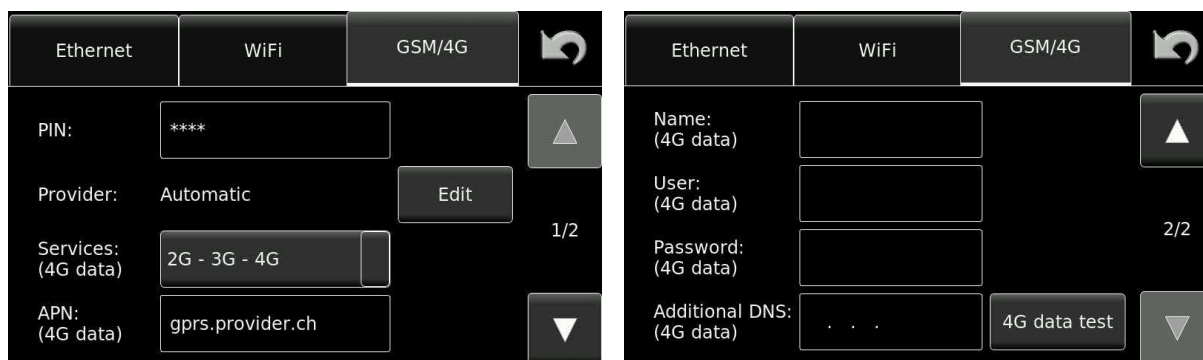 Ethernet WiFi GSM/4G
PIN: ****
Provider: Automatic Edit
1/2
Services:
(4G data) 2G - 3G - 4G
APN:
(4G data) gprs.provider.ch
Ethernet WiFi GSM/4G
Name:
(4G data)
User:
(4G data)
2/2
Password:
(4G data)
Additional DNS:
(4G data) . . . 4G data test